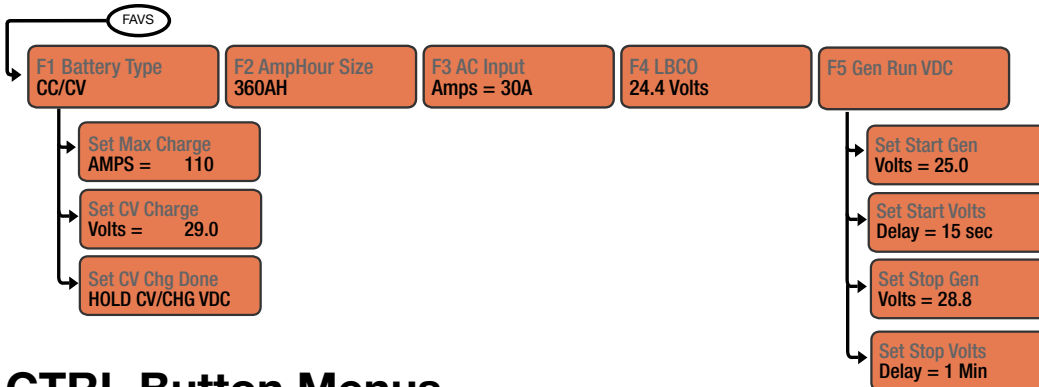 FAVS
F1 Battery Type
CC/CV
F2 AmpHour Size
360AH
F3 AC Input
Amps = 30A
F4 LBCO
24.4 Volts
F5 Gen Run VDC
Set Max Charge
AMPS = 110
Set CV Charge
Volts = 29.0
Set CV Chg Done
HOLD CV/CHG VDC
Set Start Gen
Volts = 25.0
Set Start Volts
Delay = 15 sec
Set Stop Gen
Volts = 28.8
Set Stop Volts
Delay = 1 Min
CTRL Button Menus